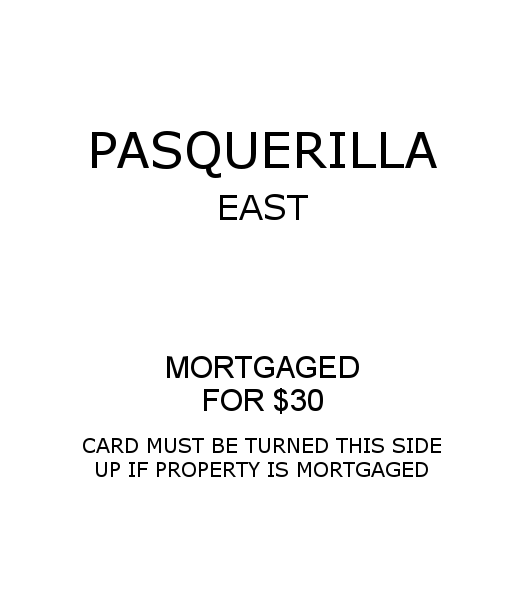 PASQUERILLA
EAST
MORTGAGED
FOR $30
CARD MUST BE TURNED THIS SIDE
UP IF PROPERTY IS MORTGAGED